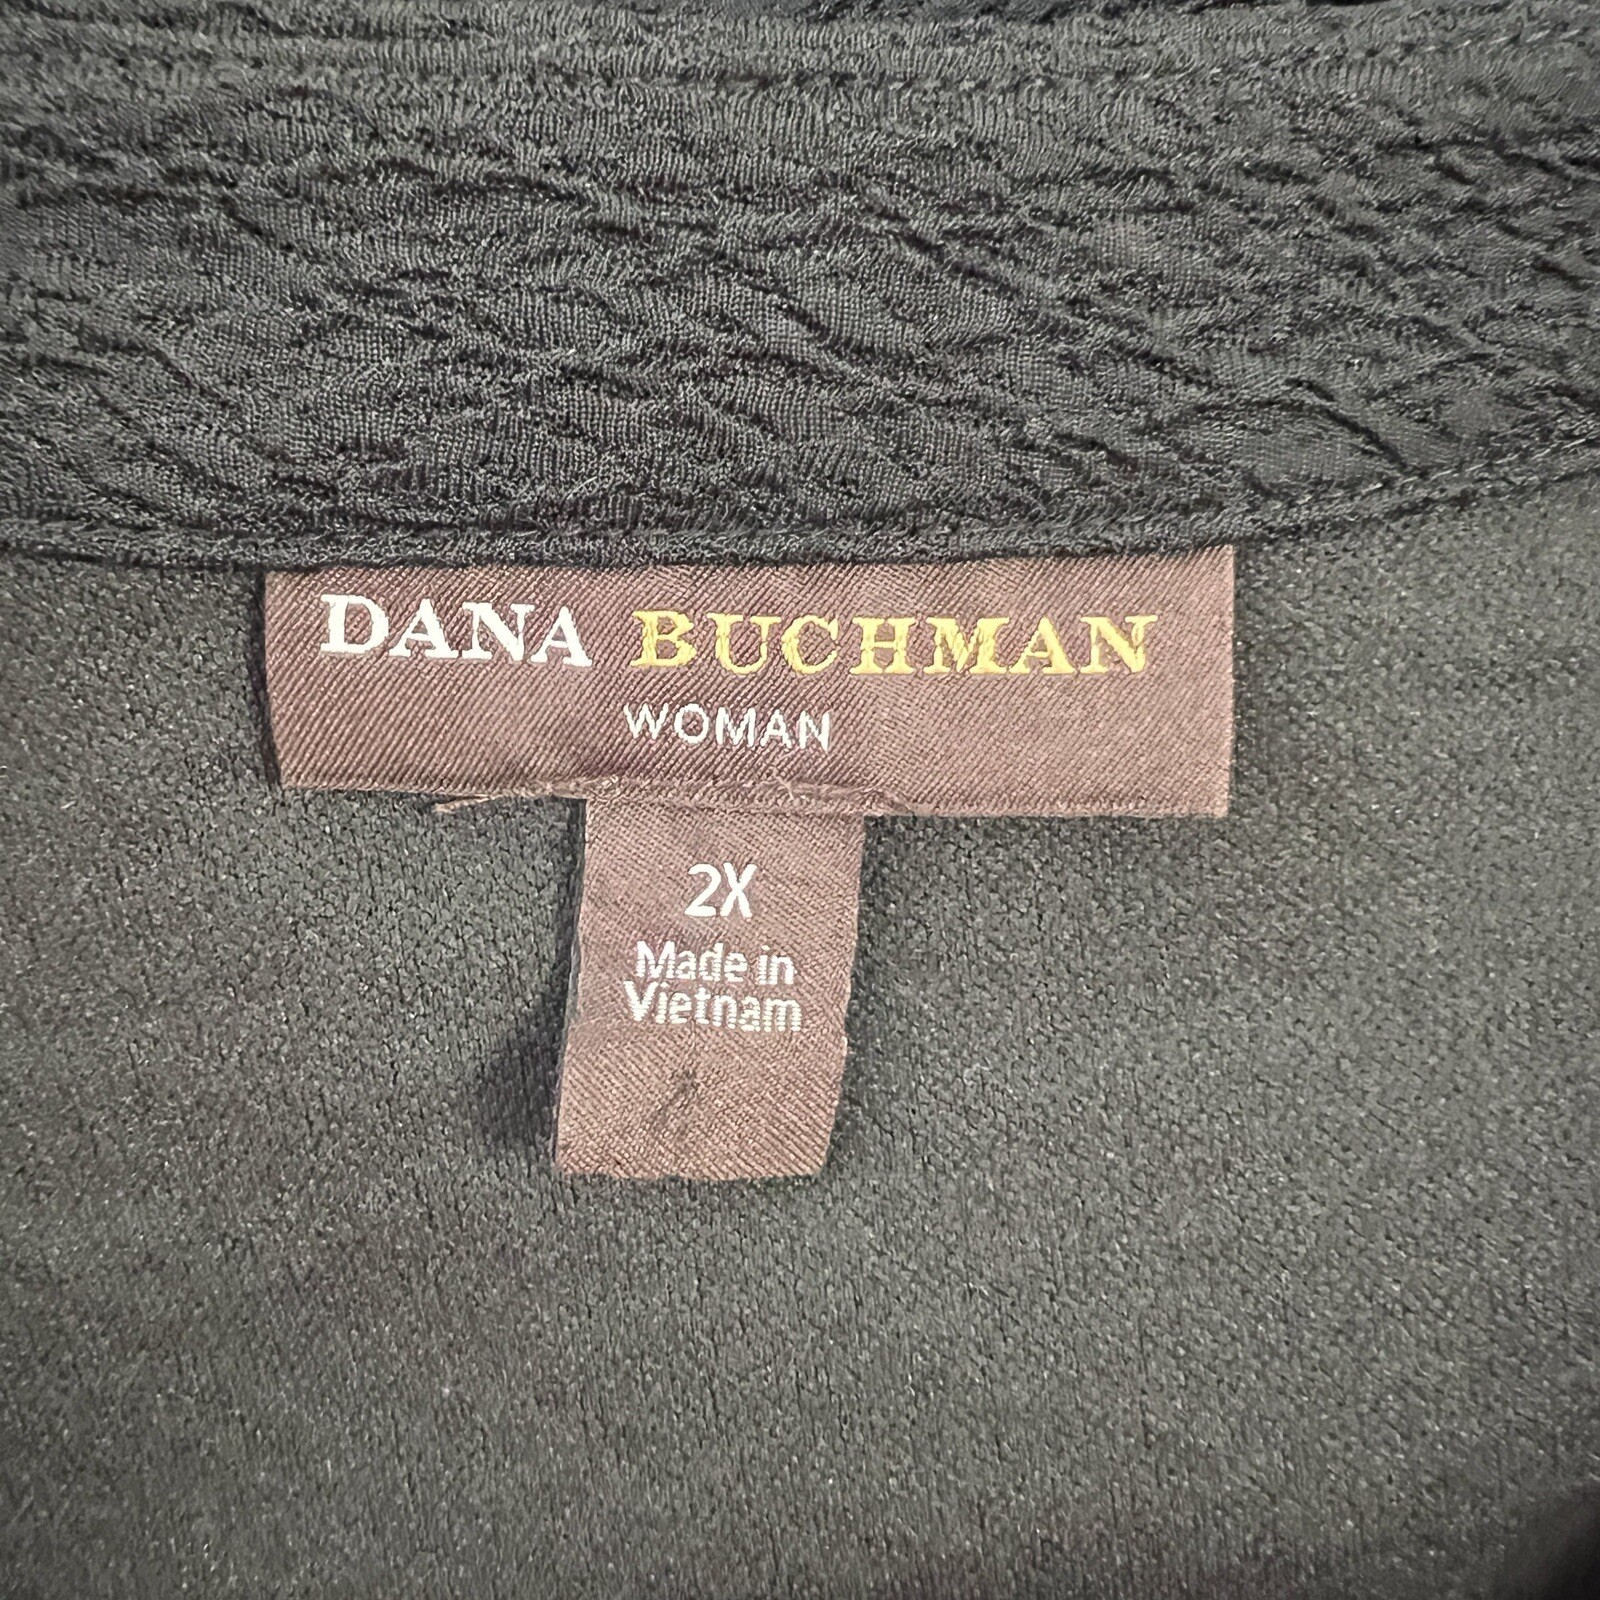 DANA BUCHMAN
WOMAN
2X
Made in
Vietnam